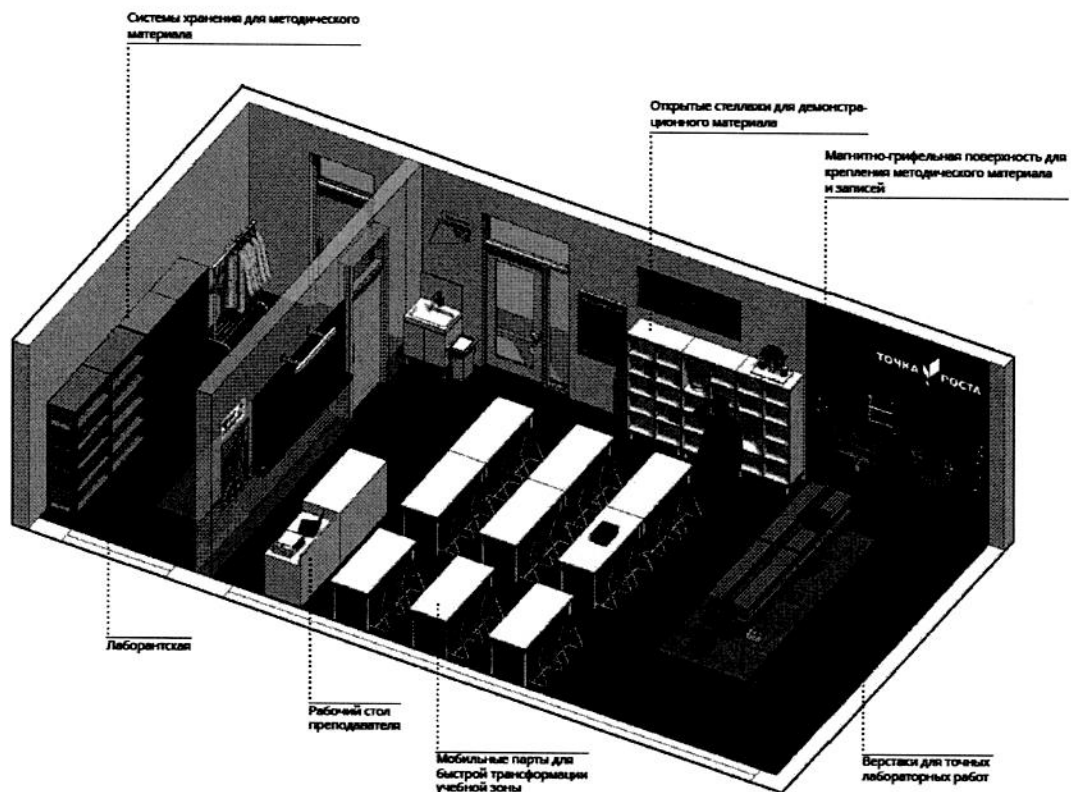 Системы хранения для методического
материала
Открытые стеллажи для демонстра-
ционного материала
Магнитно-грифельная поверхность для
крепления методического материала
и записей
ТОЧКА РОСТА
Лаборантская
Рабочий стол
преподавателя
Мобильные парты для
быстрой трансформации
учебной зоны
Верстаки для точных
лабораторных работ